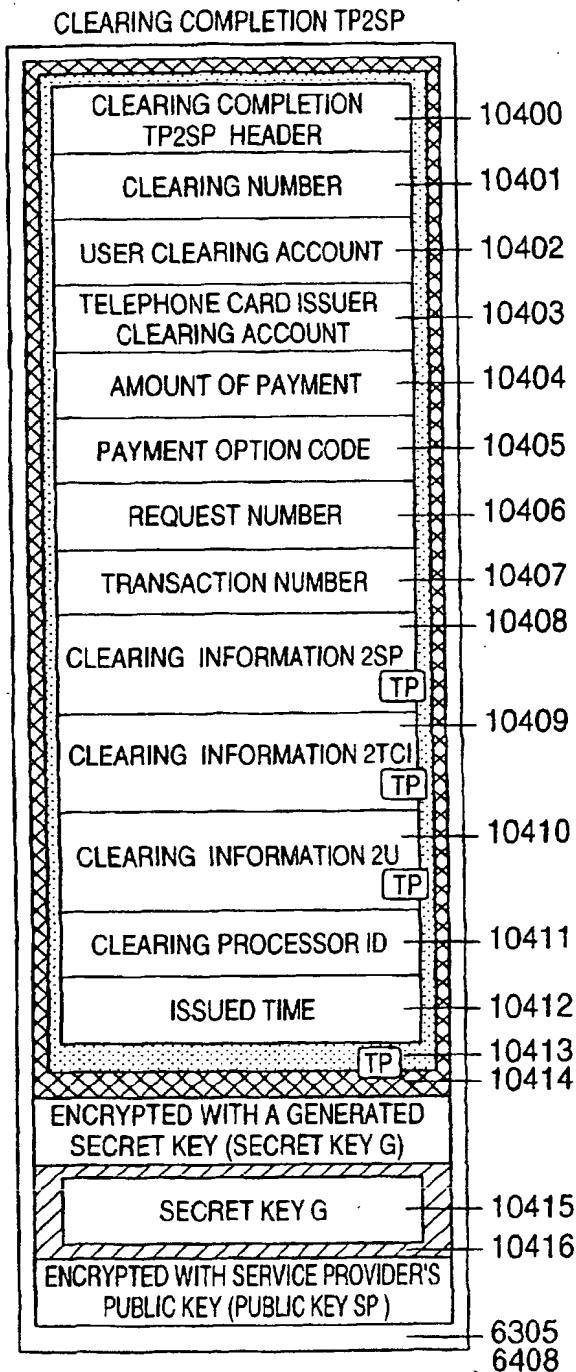 CLEARING COMPLETION TP2SP
CLEARING COMPLETION
TP2SP HEADER
10400
CLEARING NUMBER
10401
USER CLEARING ACCOUNT
10402
TELEPHONE CARD ISSUER
CLEARING ACCOUNT
10403
AMOUNT OF PAYMENT
10404
PAYMENT OPTION CODE
10405
REQUEST NUMBER
10406
TRANSACTION NUMBER
10407
10408
CLEARING INFORMATION 2SP
TP
10409
CLEARING INFORMATION 2TCI
TP
10410
CLEARING INFORMATION 2U
TP
CLEARING PROCESSOR ID
10411
ISSUED TIME
10412
TP
10413
10414
ENCRYPTED WITH A GENERATED
SECRET KEY (SECRET KEY G)
SECRET KEY G
10415
10416
ENCRYPTED WITH SERVICE PROVIDER'S
PUBLIC KEY (PUBLIC KEY SP )
6305
6408